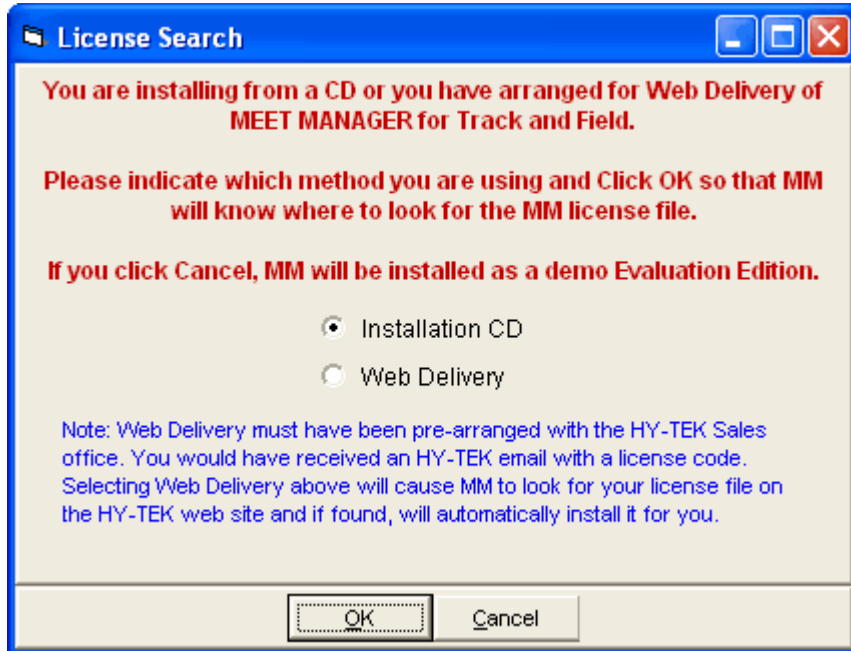 License Search
You are installing from a CD or you have arranged for Web Delivery of
MEET MANAGER for Track and Field.
Please indicate which method you are using and Click OK so that MM
will know where to look for the MM license file.
If you click Cancel, MM will be installed as a demo Evaluation Edition.
Installation CD
Web Delivery
Note: Web Delivery must have been pre-arranged with the HY-TEK Sales
office. You would have received an HY-TEK email with a license code.
Selecting Web Delivery above will cause MM to look for your license file on
the HY-TEK web site and if found, will automatically install it for you.
OK Cancel